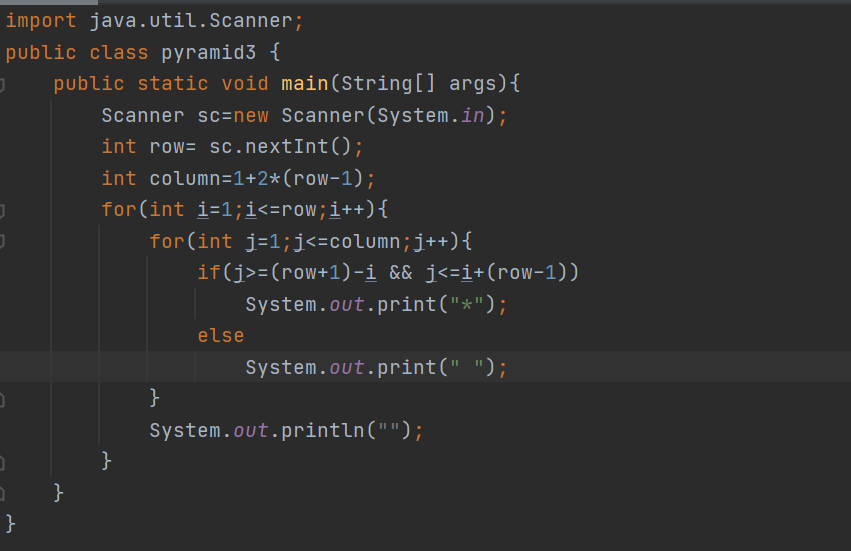 import java.util.Scanner;
public class pyramid3 {
    public static void main(String[] args){
        Scanner sc=new Scanner(System.in);
        int row= sc.nextInt();
        int column=1+2*(row-1);
        for(int i=1;i<=row;i++){
            for(int j=1;j<=column;j++){
                if(j>=(row+1)-i && j<=i+(row-1))
                    System.out.print("*");
                else
                    System.out.print(" ");
            }
            System.out.println("");
        }
    }
}